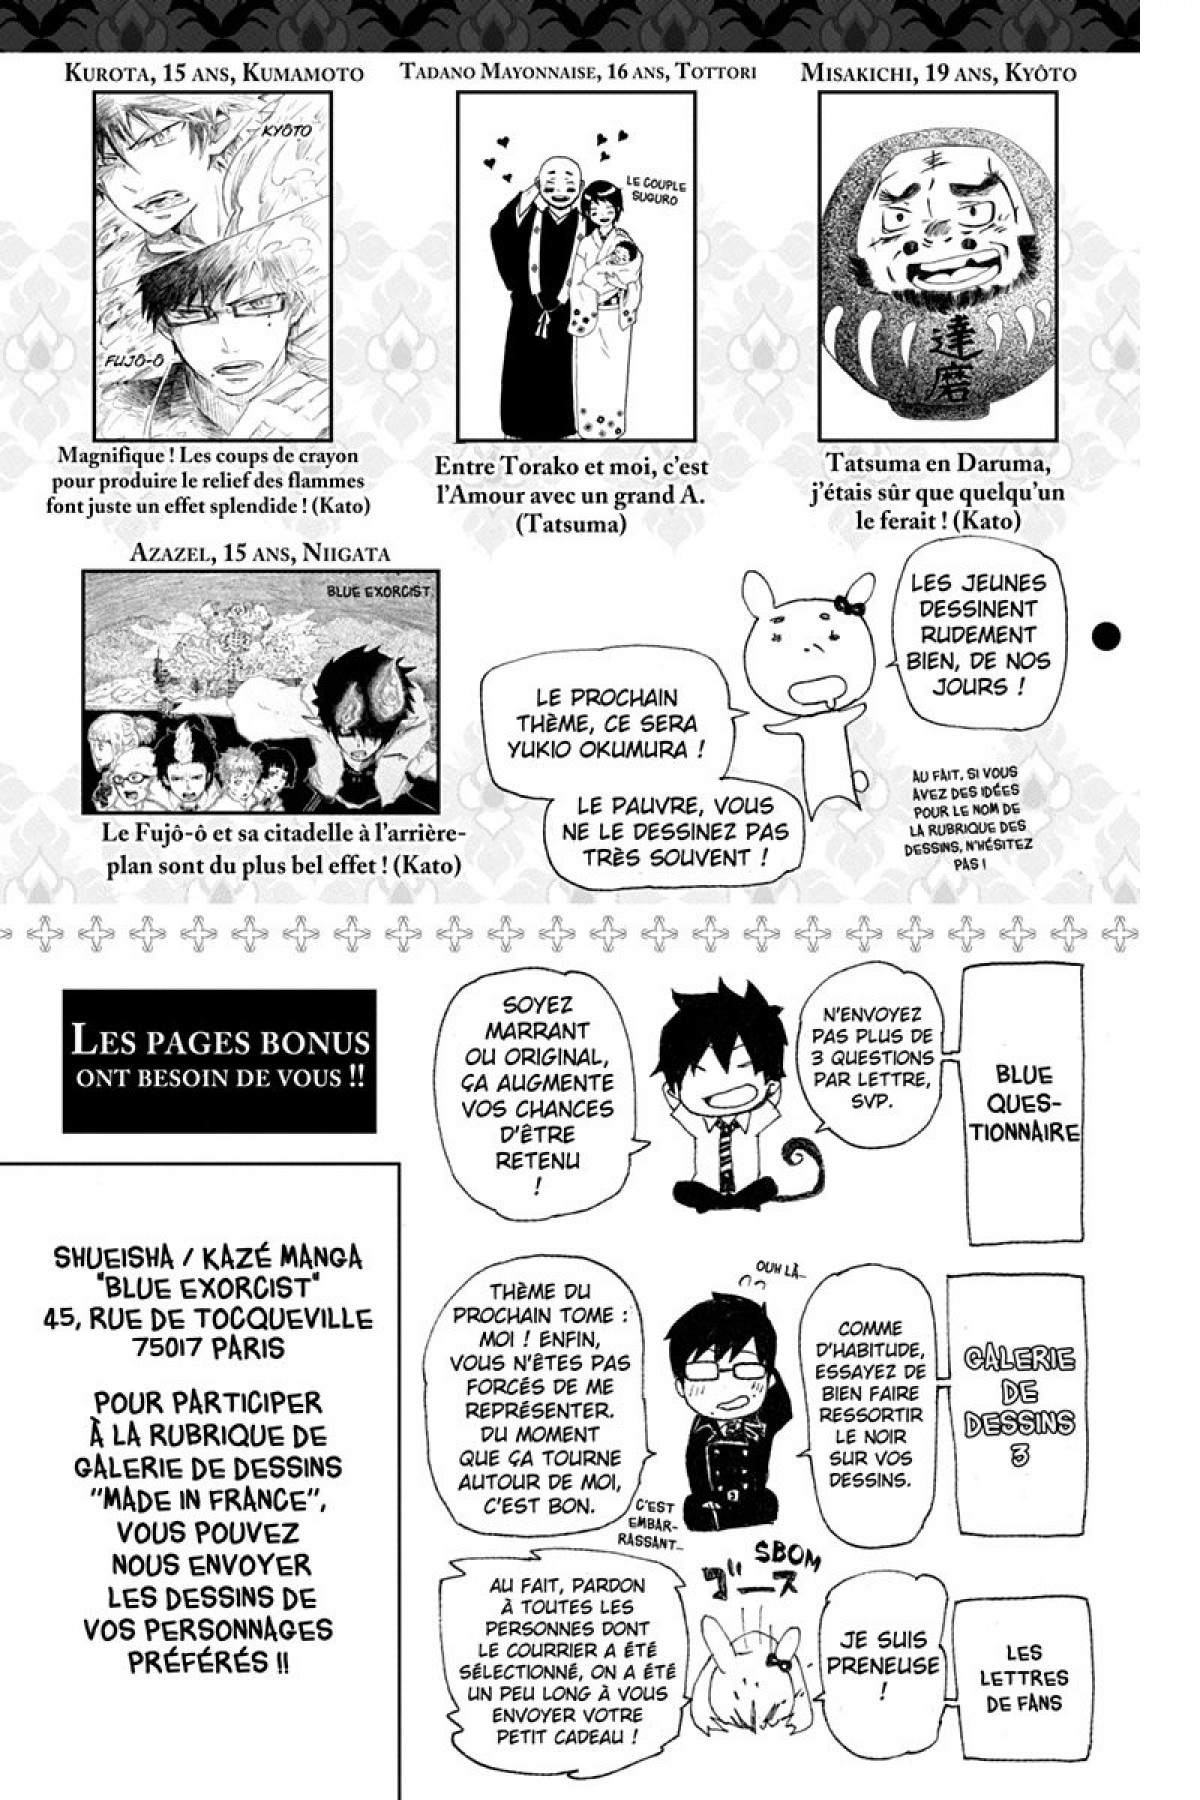 Kurota, 15 ans, Kumamoto
KYÔTO
FUJÔ-Ô
Magnifique ! Les coups de crayon
pour produire le relief des flammes
font juste un effet splendide ! (Kato)
Tadano Mayonnaise, 16 ans, Tottori
LE COUPLE
SUGURO
Entre Torako et moi, c'est
l'Amour avec un grand A.
(Tatsuma)
Misakichi, 19 ans, Kyôto
達
磨
Tatsuma en Daruma,
j'étais sûr que quelqu'un
le ferait ! (Kato)
Azazel, 15 ans, Niigata
BLUE EXORCIST
Le Fujô-ô et sa citadelle à l'arrière-
plan sont du plus bel effet ! (Kato)
LES JEUNES
DESSINENT
RUDEMENT
BIEN, DE NOS
JOURS !
LE PROCHAIN
THÈME, CE SERA
YUKIO OKUMURA !
LE PAUVRE, VOUS
NE LE DESSINEZ PAS
TRÈS SOUVENT !
AU FAIT, SI VOUS
AVEZ DES IDÉES
POUR LE NOM DE
LA RUBRIQUE DES
DESSINS, N'HÉSITEZ
PAS !
Les pages bonus
ont besoin de vous !!
BLUE
QUES-
TIONNAIRE
N'ENVOYEZ
PAS PLUS DE
3 QUESTIONS
PAR LETTRE,
SVP.
SOYEZ
MARRANT
OU ORIGINAL,
ÇA AUGMENTE
VOS CHANCES
D'ÊTRE
RETENU
!
GALERIE
DE
DESSINS
3
COMME
D'HABITUDE,
ESSAYEZ DE
BIEN FAIRE
RESSORTIR
LE NOIR
SUR VOS
DESSINS.
OUH LÀ...
THÈME DU
PROCHAIN TOME :
MOI ! ENFIN,
VOUS N'ÊTES PAS
FORCÉS DE ME
REPRÉSENTER.
DU MOMENT
QUE ÇA TOURNE
AUTOUR DE MOI,
C'EST BON.
C'EST
EMBAR-
RASSANT...
LES
LETTRES
DE FANS
JE SUIS
PRENEUSE
!
SBOM
ゴース
AU FAIT, PARDON
À TOUTES LES
PERSONNES DONT
LE COURRIER A ÉTÉ
SÉLECTIONNÉ, ON A ÉTÉ
UN PEU LONG À VOUS
ENVOYER VOTRE
PETIT CADEAU !
SHUEISHA / KAZÉ MANGA
"BLUE EXORCIST"
45, RUE DE TOCQUEVILLE
75017 PARIS
POUR PARTICIPER
À LA RUBRIQUE DE
GALERIE DE DESSINS
"MADE IN FRANCE",
VOUS POUVEZ
NOUS ENVOYER
LES DESSINS DE
VOS PERSONNAGES
PRÉFÉRÉS !!